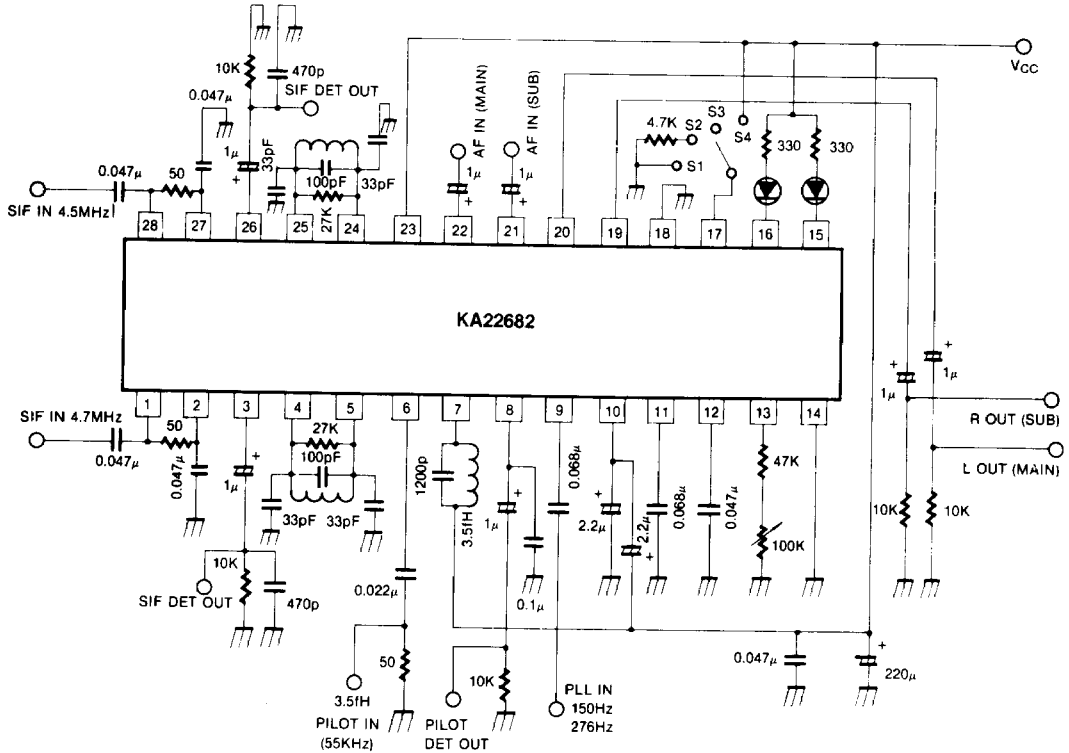 10K
470p
0.047μ
SIF DET OUT
1μ
+
33pF
0.047μ
50
100pF
33pF
27K
SIF IN 4.5MHz
AF IN (MAIN)
1μ
+
AF IN (SUB)
1μ
+
4.7K
S2
S3
S4
S1
330
330
VCC
28
27
26
25
24
23
22
21
20
19
18
17
16
15
KA22682
1
2
3
4
5
6
7
8
9
10
11
12
13
14
SIF IN 4.7MHz
0.047μ
50
0.047μ
1μ
+
27K
100pF
33pF
33pF
10K
470p
SIF DET OUT
0.022μ
50
3.5fH
PILOT IN
(55KHz)
1200p
3.5fH
1μ
+
0.1μ
10K
PILOT
DET OUT
0.068μ
PLL IN
150Hz
276Hz
+
2.2μ
2.2μ
+
0.068μ
0.047μ
47K
100K
+
1μ
+
1μ
R OUT (SUB)
L OUT (MAIN)
10K
10K
0.047μ
+
220μ